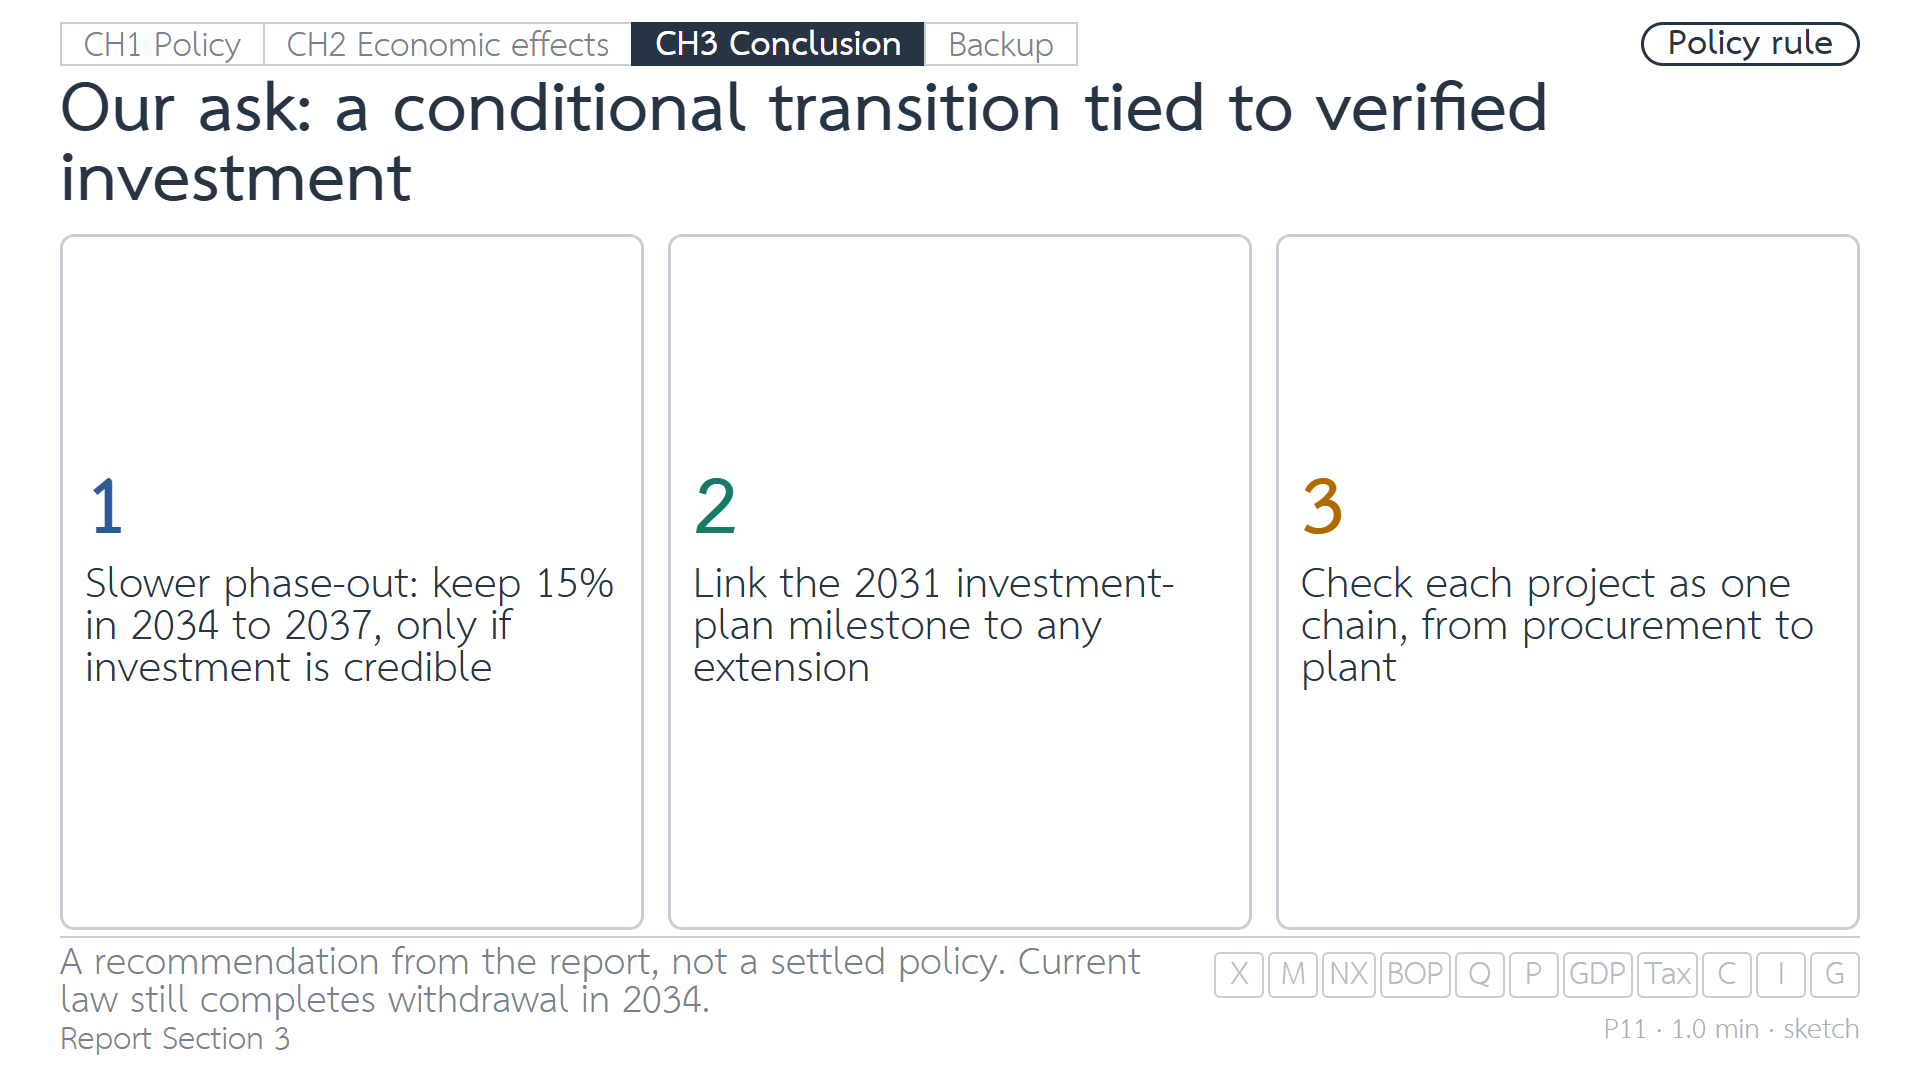 CH1 Policy
CH2 Economic effects
CH3 Conclusion
Backup
Policy rule
Our ask: a conditional transition tied to verified
investment
1
Slower phase-out: keep 15%
in 2034 to 2037, only if
investment is credible
2
Link the 2031 investment-
plan milestone to any
extension
3
Check each project as one
chain, from procurement to
plant
A recommendation from the report, not a settled policy. Current
law still completes withdrawal in 2034.
Report Section 3
X M NX BOP Q P GDP Tax C I G
P11 · 1.0 min · sketch